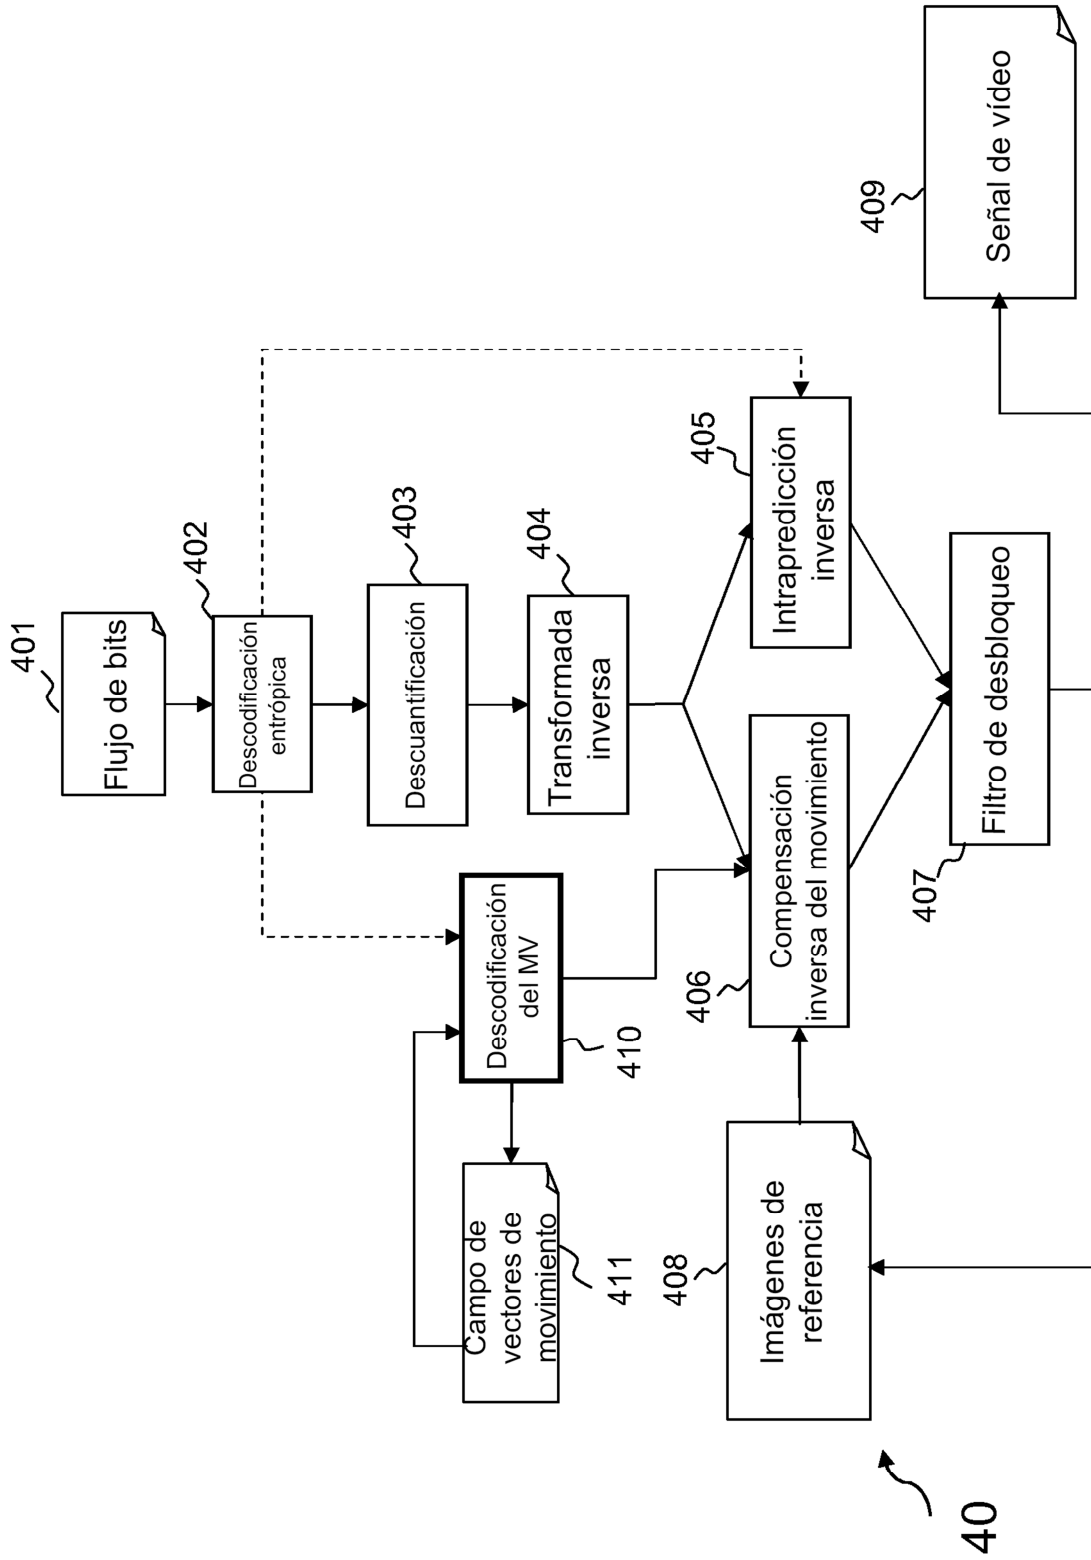 401
Flujo de bits
402
Descodificación
entrópica
403
Descuantificación
404
Transformada
inversa
405
Intrapredicción
inversa
Descodificación
del MV
410
Campo de
vectores de
movimiento
411
Compensación
inversa del movimiento
406
Imágenes de
referencia
408
Filtro de desbloqueo
407
409
Señal de vídeo
40